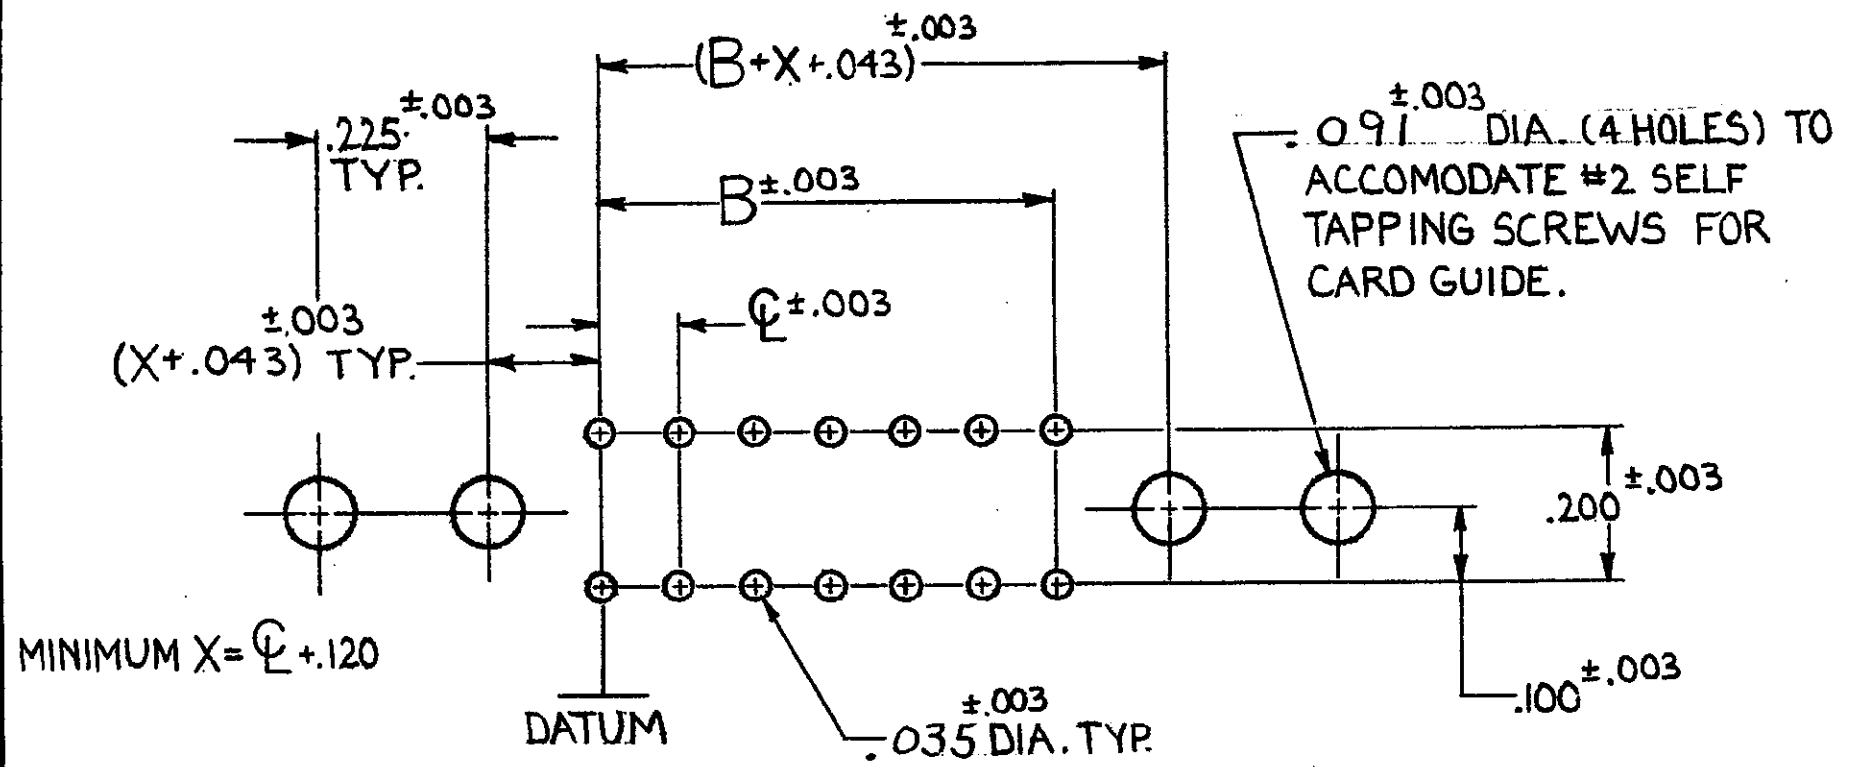 (B+X+.043)±.003
.225±.003
TYP.
B±.003
℄±.003
(X+.043)±.003 TYP.
.091±.003 DIA. (4 HOLES) TO
ACCOMODATE #2 SELF
TAPPING SCREWS FOR
CARD GUIDE.
.200±.003
.100±.003
MINIMUM X=℄+.120
DATUM
.035±.003 DIA. TYP.